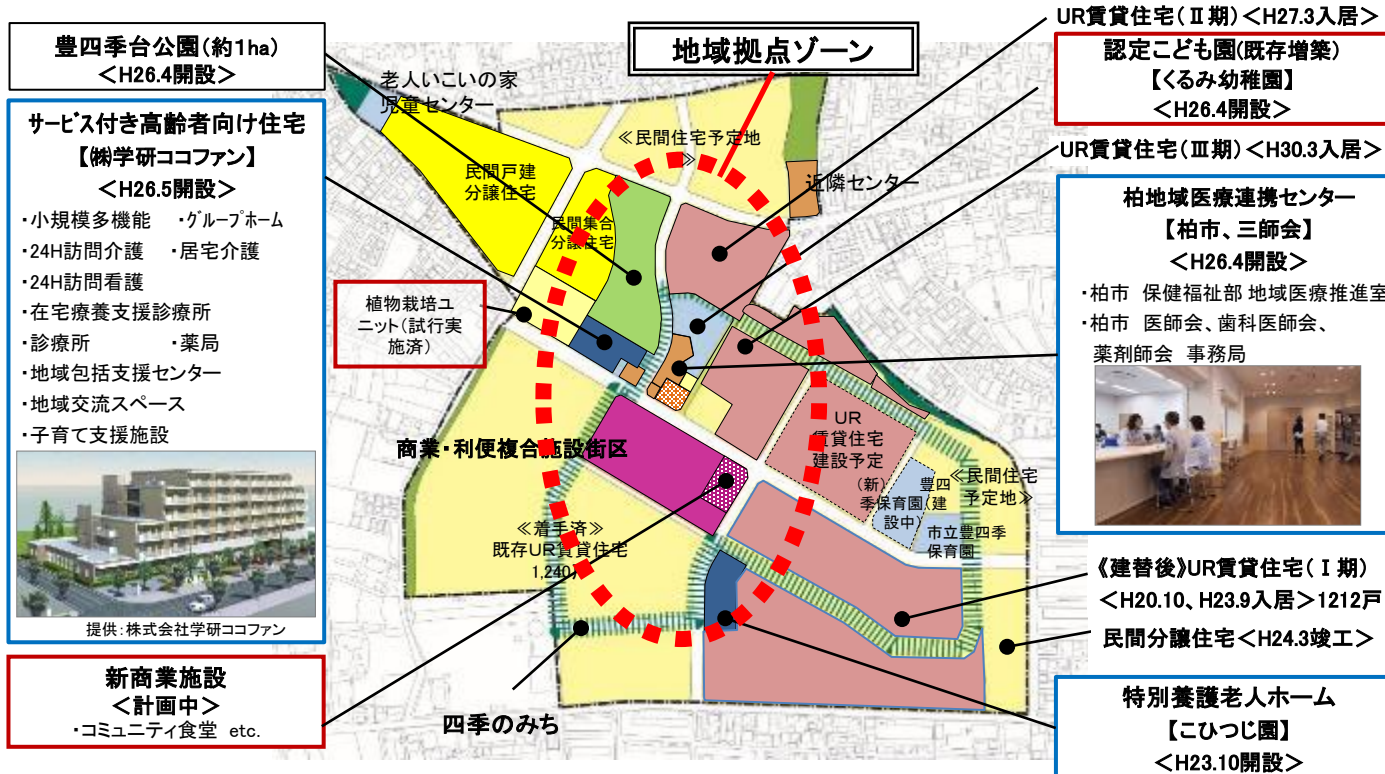 豊四季台公園(約1ha)
<H26.4開設>
サービス付き高齢者向け住宅
【㈱学研ココファン】
<H26.5開設>
・小規模多機能 ・グループホーム
・24H訪問介護 ・居宅介護
・24H訪問看護
・在宅療養支援診療所
・診療所 ・薬局
・地域包括支援センター
・地域交流スペース
・子育て支援施設
提供:株式会社学研ココファン
新商業施設
<計画中>
・コミュニティ食堂 etc.
地域拠点ゾーン
老人いこいの家
児童センター
≪民間住宅予定地
≫
民間戸建
分譲住宅
民間集合
分譲住宅
近隣センター
植物栽培ユ
ニット(試行実
施済)
商業・利便複合施設街区
UR
賃貸住宅
建設予定
(新)豊四
季保育園(建
設中)
≪民間住宅
予定地≫
市立豊四季
保育園
≪着手済≫
既存UR賃貸住宅
1,240
四季のみち
UR賃貸住宅(Ⅱ期)<H27.3入居>
認定こども園(既存増築)
【くるみ幼稚園】
<H26.4開設>
UR賃貸住宅(Ⅲ期)<H30.3入居>
柏地域医療連携センター
【柏市、三師会】
<H26.4開設>
・柏市 保健福祉部 地域医療推進室
・柏市 医師会、歯科医師会、
薬剤師会 事務局
《建替後》UR賃貸住宅(Ⅰ期)
<H20.10、H23.9入居>1212戸
民間分譲住宅<H24.3竣工>
特別養護老人ホーム
【こひつじ園】
<H23.10開設>